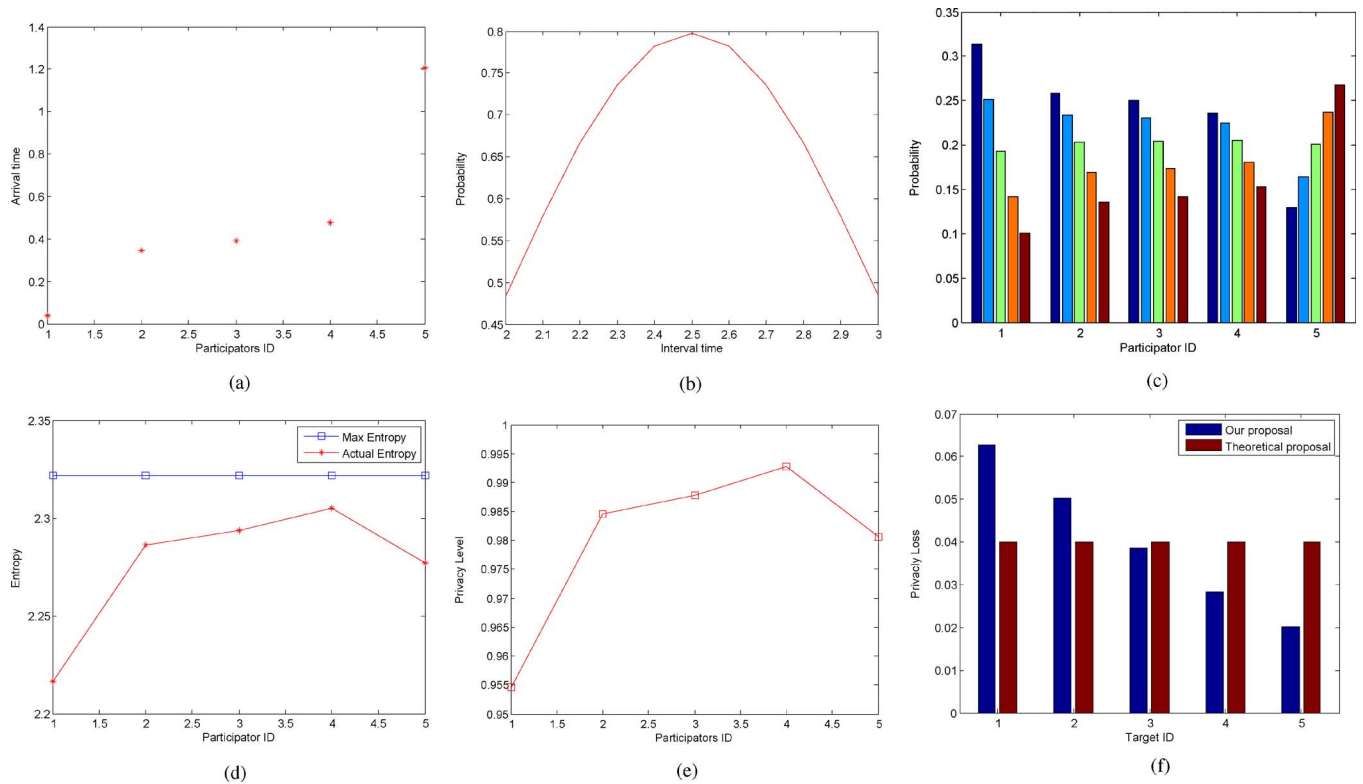 1.4
1.2
1
0.8
0.6
0.4
0.2
0
Arrival time
1 1.5 2 2.5 3 3.5 4 4.5 5
Participators ID
(a)
0.8
0.75
0.7
0.65
0.6
0.55
0.5
0.45
Probability
2 2.1 2.2 2.3 2.4 2.5 2.6 2.7 2.8 2.9 3
Interval time
(b)
0.35
0.3
0.25
0.2
0.15
0.1
0.05
0
Probability
1 2 3 4 5
Participator ID
(c)
2.35
2.3
2.25
2.2
Entropy
Max Entropy
Actual Entropy
1 1.5 2 2.5 3 3.5 4 4.5 5
Participator ID
(d)
1
0.995
0.99
0.985
0.98
0.975
0.97
0.965
0.96
0.955
0.95
Privacy Level
1 1.5 2 2.5 3 3.5 4 4.5 5
Participators ID
(e)
0.07
0.06
0.05
0.04
0.03
0.02
0.01
0
Privacly Loss
Our proposal
Theoretical proposal
1 2 3 4 5
Target ID
(f)